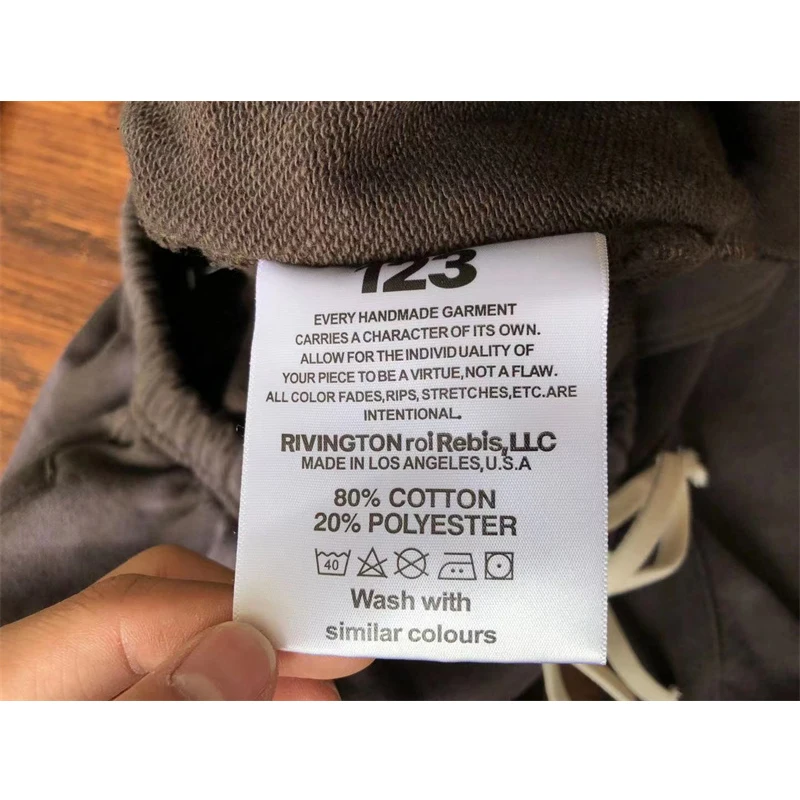 123
EVERY HANDMADE GARMENT
CARRIES A CHARACTER OF ITS OWN.
ALLOW FOR THE INDIVIDUALITY OF
YOUR PIECE TO BE A VIRTUE,NOT A FLAW.
ALL COLOR FADES,RIPS, STRETCHES,ETC.ARE
INTENTIONAL.
RIVINGTON roi Rebis,LLC
MADE IN LOS ANGELES,U.S.A
80% COTTON
20% POLYESTER
40
Wash with
similar colours